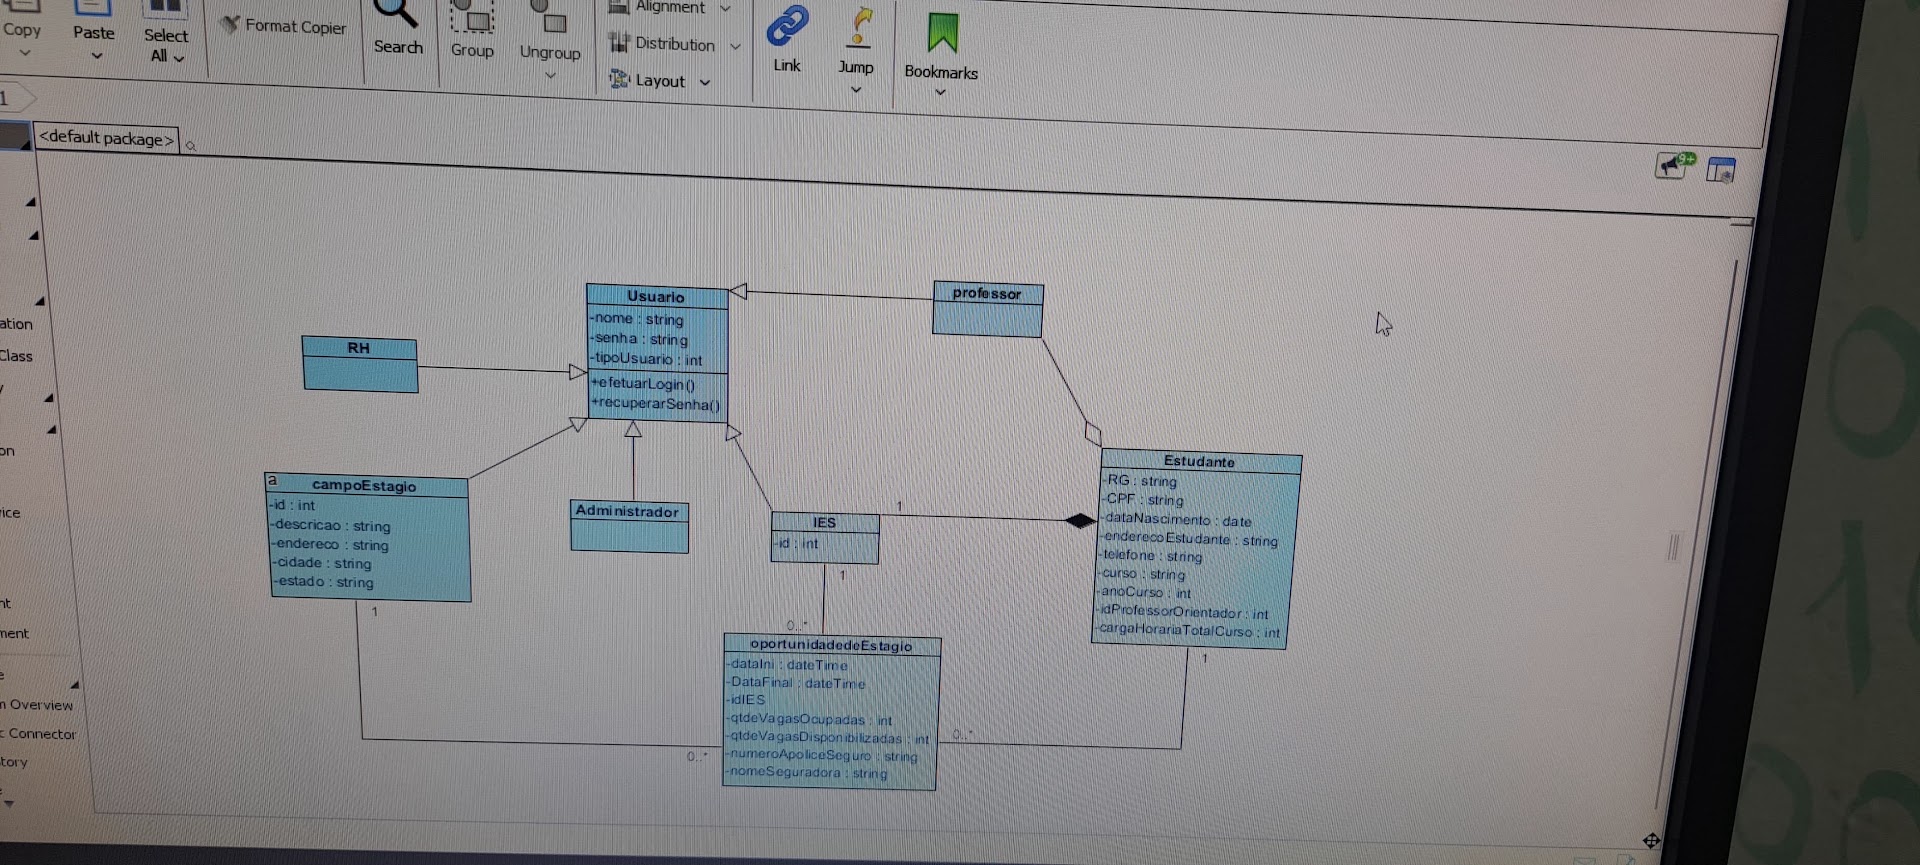 Copy
Paste
Select
All
Format Copier
Search
Group
Ungroup
Alignment
Distribution
Layout
Link
Jump
Bookmarks
1
<default package>
9+
ation
Class
on
ice
nt
ment
e
n Overview
c Connector
tory
Usuario
-nome : string
-senha : string
-tipoUsuario : int
+efetuarLogin()
+recuperarSenha()
professor
RH
a
campoEstagio
-id : int
-descricao : string
-endereco : string
-cidade : string
-estado : string
1
Administrador
IES
-id : int
1
1
Estudante
-RG : string
-CPF : string
-dataNascimento : date
-enderecoEstudante : string
-telefone : string
-curso : string
-anoCurso : int
-idProfessorOrientador : int
-cargaHorariaTotalCurso : int
1
0..*
oportunidadedeEstagio
-dataIni : dateTime
-DataFinal : dateTime
-idIES
-qtdeVagasOcupadas : int
-qtdeVagasDisponibilizadas : int
-numeroApoliceSeguro : string
-nomeSeguradora : string
0..*
0..*